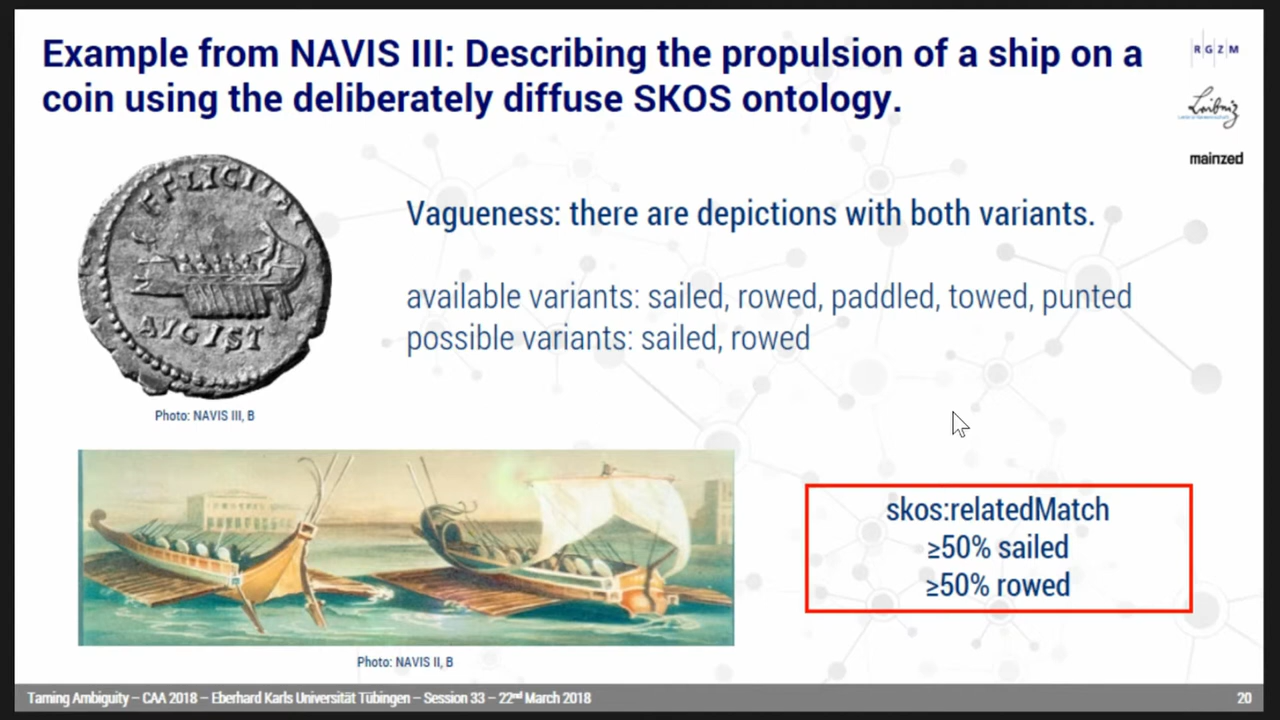 Example from NAVIS III: Describing the propulsion of a ship on a
coin using the deliberately diffuse SKOS ontology.
R G Z M
Leibniz
mainzed
Vagueness: there are depictions with both variants.
available variants: sailed, rowed, paddled, towed, punted
possible variants: sailed, rowed
AVGIST
Photo: NAVIS III, B
skos:relatedMatch
≥50% sailed
≥50% rowed
Photo: NAVIS II, B
Taming Ambiguity – CAA 2018 – Eberhard Karls Universität Tübingen – Session 33 – 22nd March 2018
20